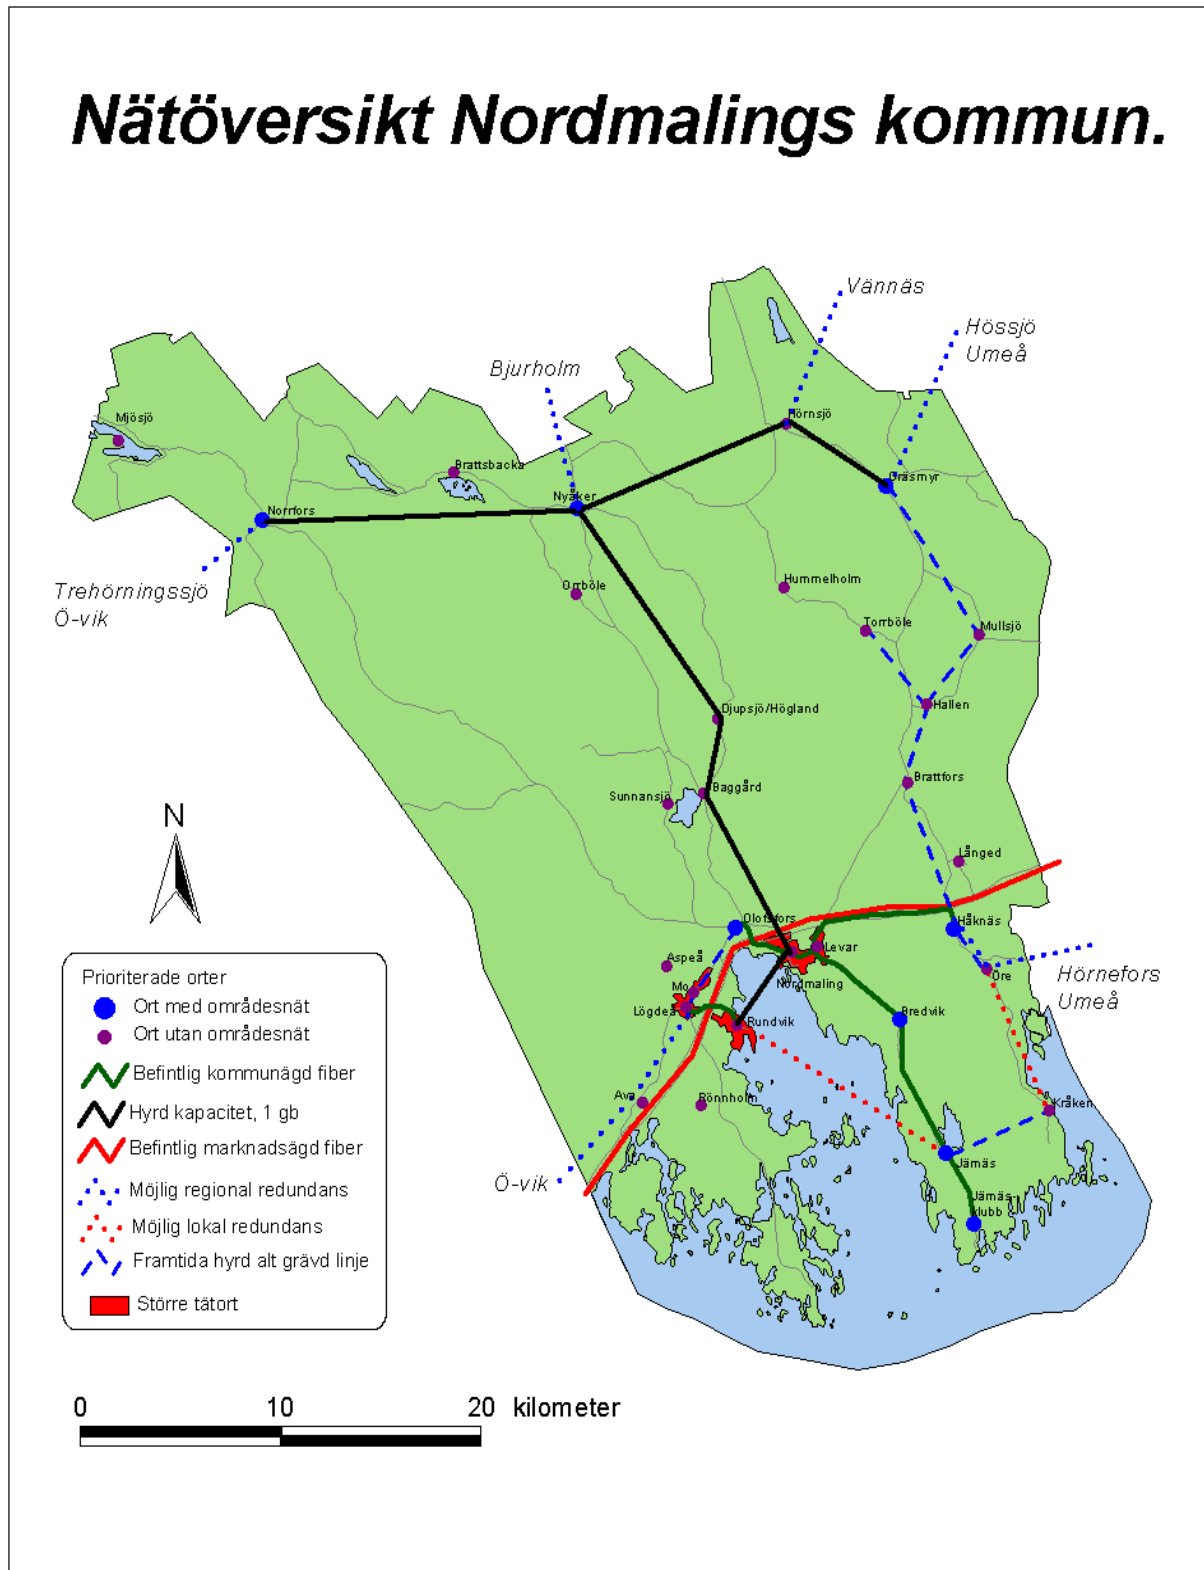 Nätöversikt Nordmalings kommun.
Vännäs
Hössjö
Umeå
Bjurholm
Mjösjö
Hörnsjö
Brattsbacka
Gräsmyr
Nyåker
Norrfors
Trehörningssjö
Ö-vik
Orrböle
Hummelholm
Torrböle
Mullsjö
Hallen
Djupsjö/Högland
Brattfors
Baggård
Sunnansjö
N
Långed
Olofsfors
Håknäs
Levar
Aspeå
Öre
Hörnefors
Umeå
Nordmaling
Mo
Lögdeå
Rundvik
Bredvik
Ava
Rönnholm
Kråken
Ö-vik
Järnäs
Järnäs-
klubb
Prioriterade orter
Ort med områdesnät
Ort utan områdesnät
Befintlig kommunägd fiber
Hyrd kapacitet, 1 gb
Befintlig marknadsägd fiber
Möjlig regional redundans
Möjlig lokal redundans
Framtida hyrd alt grävd linje
Större tätort
0 10 20 kilometer